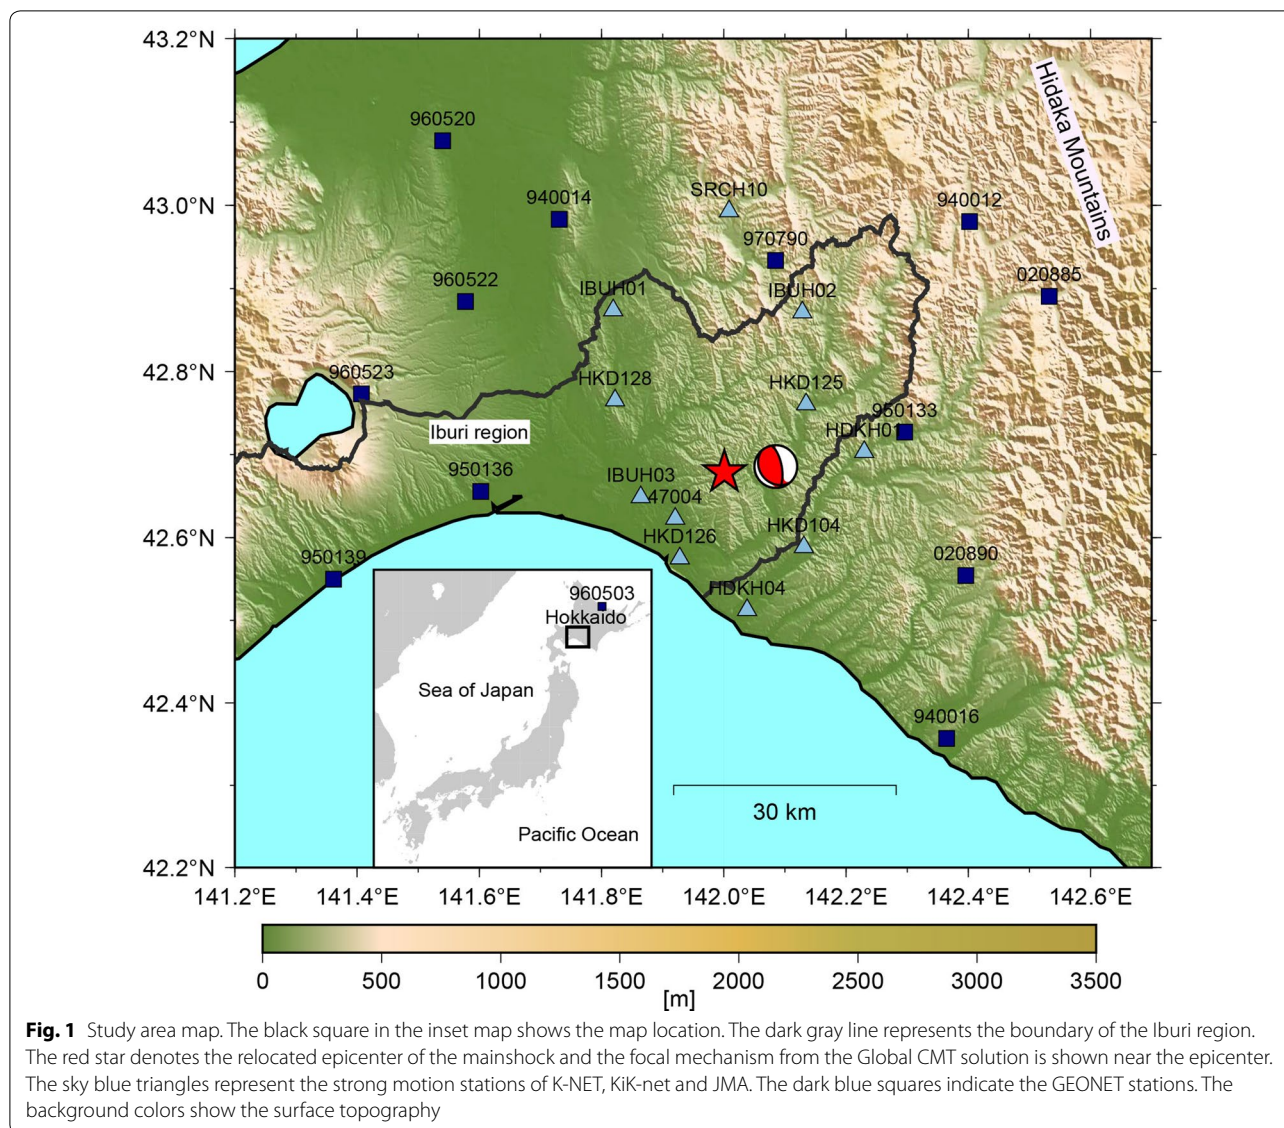 43.2°N
Hidaka Mountains
960520
SRCH10
940014
940012
43.0°N
970790
020885
960522
IBUH01
IBUH02
42.8°N
960523
HKD128
HKD125
950133
Iburi region
HDKH01
950136
IBUH03
47004
HKD126
HKD104
42.6°N
950139
020890
HDKH04
960503
Hokkaido
Sea of Japan
42.4°N
940016
30 km
Pacific Ocean
42.2°N
141.2°E 141.4°E 141.6°E 141.8°E 142.0°E 142.2°E 142.4°E 142.6°E
0 500 1000 1500 2000 2500 3000 3500
[m]
Fig. 1 Study area map. The black square in the inset map shows the map location. The dark gray line represents the boundary of the Iburi region.
The red star denotes the relocated epicenter of the mainshock and the focal mechanism from the Global CMT solution is shown near the epicenter.
The sky blue triangles represent the strong motion stations of K-NET, KiK-net and JMA. The dark blue squares indicate the GEONET stations. The
background colors show the surface topography